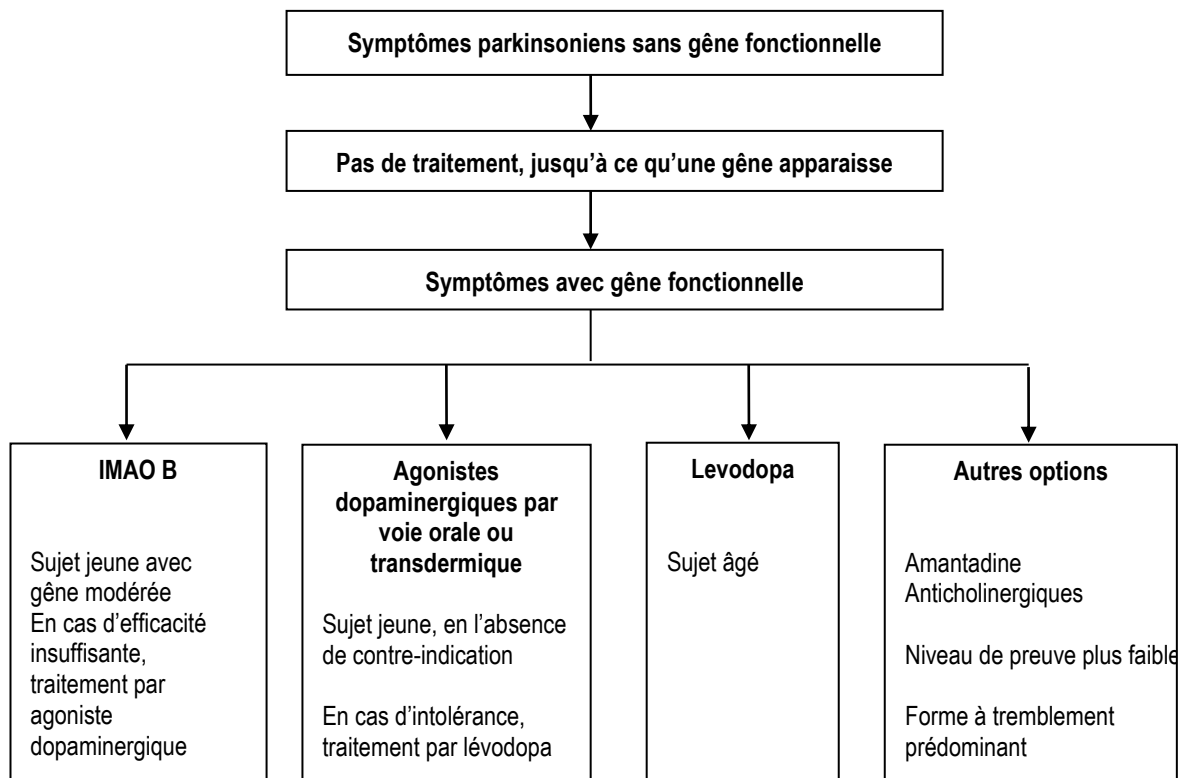 Symptômes parkinsoniens sans gêne fonctionnelle
Pas de traitement, jusqu’à ce qu’une gêne apparaisse
Symptômes avec gêne fonctionnelle
IMAO B
Sujet jeune avec
gêne modérée
En cas d’efficacité
insuffisante,
traitement par
agoniste
dopaminergique
Agonistes
dopaminergiques par
voie orale ou
transdermique
Sujet jeune, en l’absence
de contre-indication
En cas d’intolérance,
traitement par lévodopa
Levodopa
Sujet âgé
Autres options
Amantadine
Anticholinergiques
Niveau de preuve plus faible
Forme à tremblement
prédominant